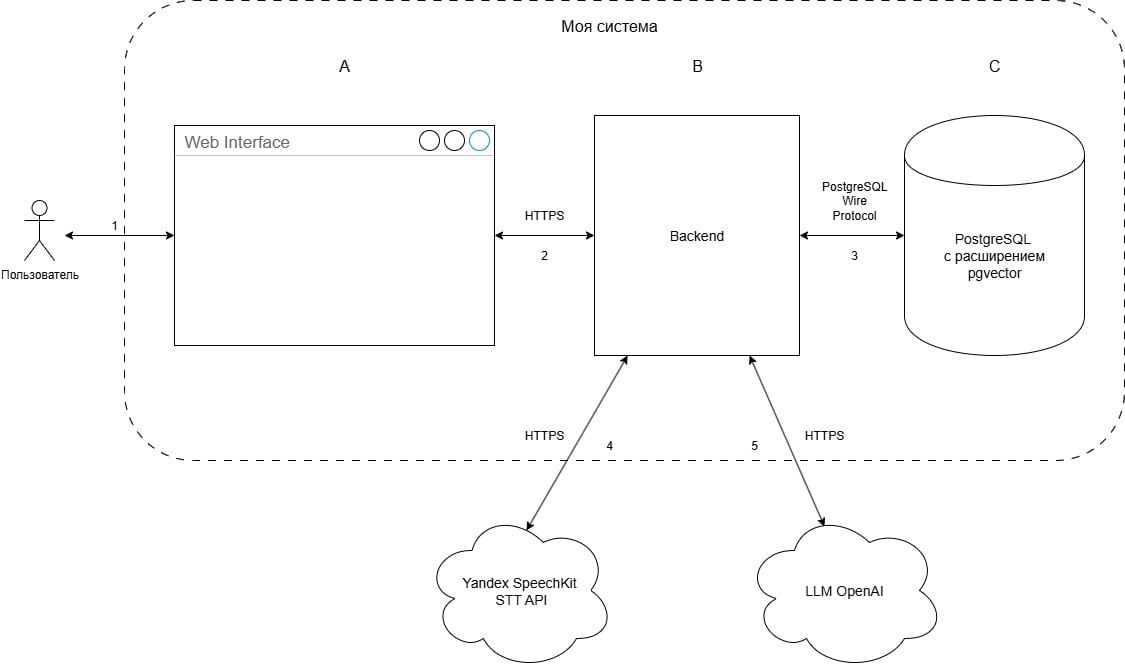 Моя система
A
B
C
Web Interface
Пользователь
1
HTTPS
2
Backend
PostgreSQL
Wire
Protocol
3
PostgreSQL
с расширением
pgvector
HTTPS
4
5
HTTPS
Yandex SpeechKit
STT API
LLM OpenAI